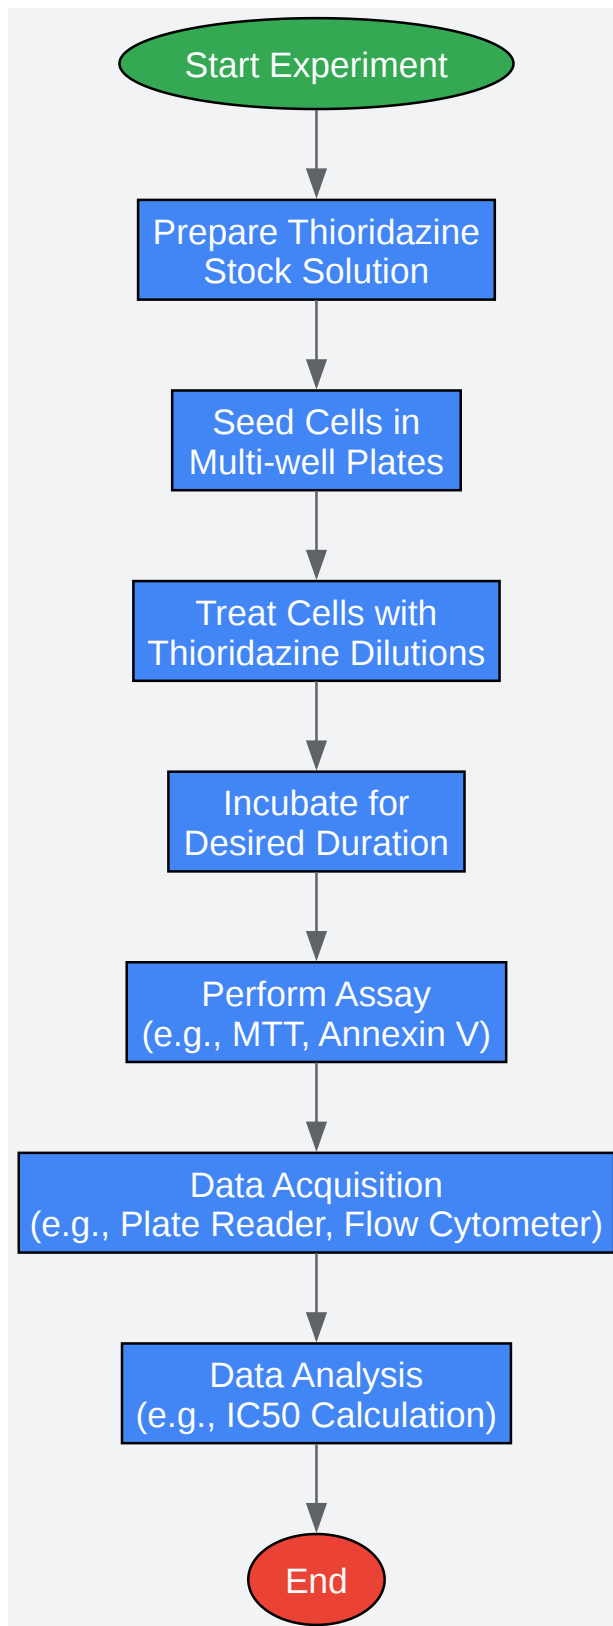 Start Experiment
Prepare Thioridazine
Stock Solution
Seed Cells in
Multi-well Plates
Treat Cells with
Thioridazine Dilutions
Incubate for
Desired Duration
Perform Assay
(e.g., MTT, Annexin V)
Data Acquisition
(e.g., Plate Reader, Flow Cytometer)
Data Analysis
(e.g., IC50 Calculation)
End